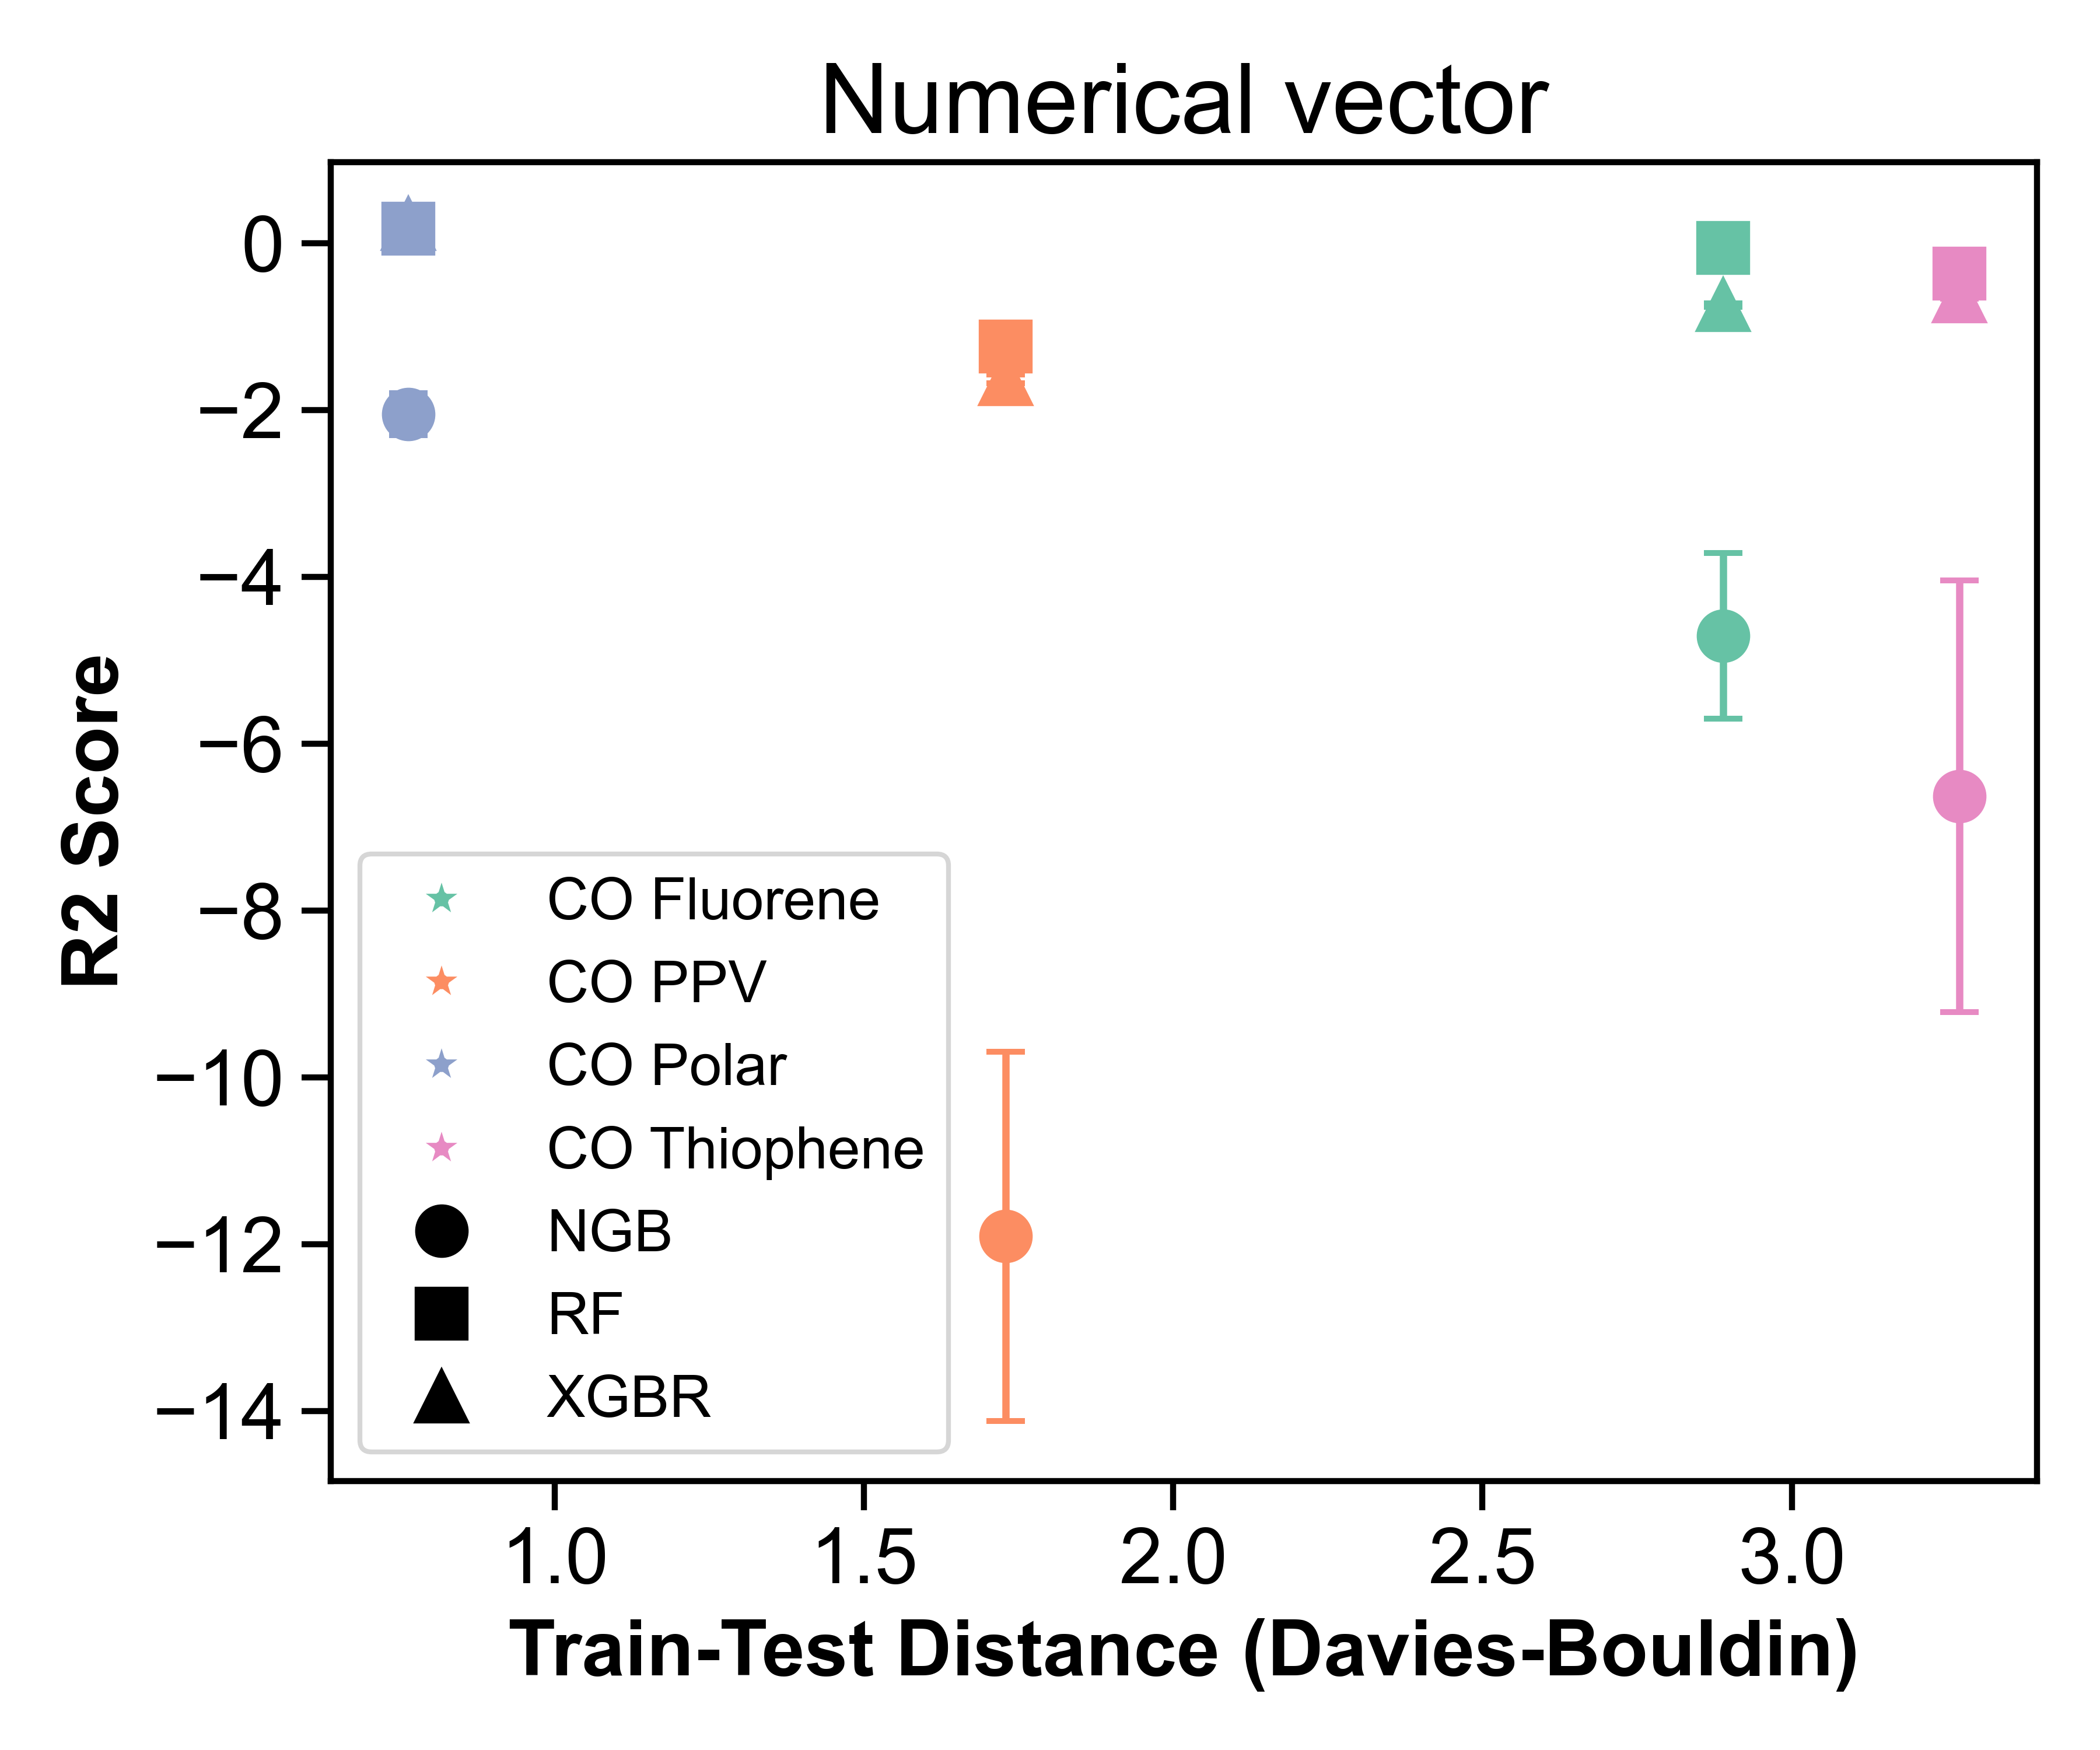 Numerical vector
R2 Score
0
−2
−4
−6
−8
−10
−12
−14
CO Fluorene
CO PPV
CO Polar
CO Thiophene
NGB
RF
XGBR
1.0 1.5 2.0 2.5 3.0
Train-Test Distance (Davies-Bouldin)